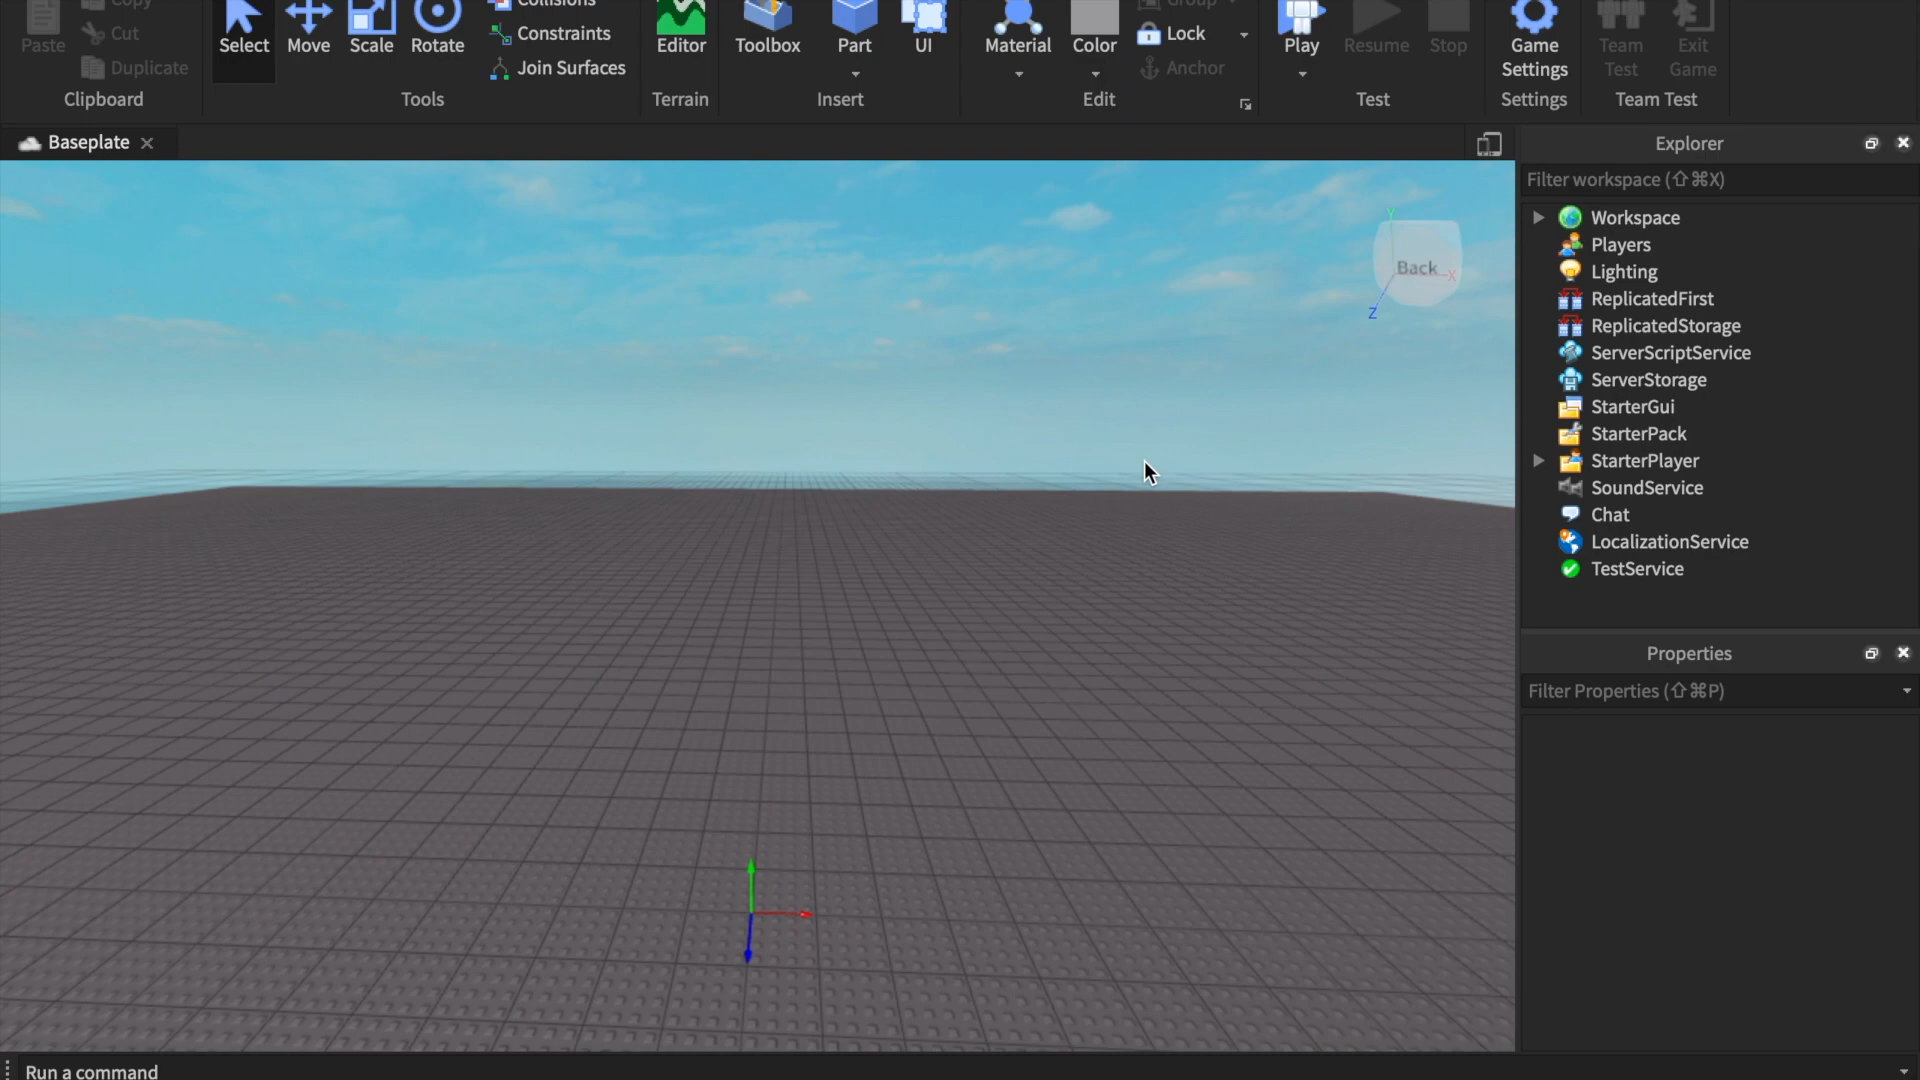 Copy
Collisions
Group
Paste
Cut
Select
Move
Scale
Rotate
Constraints
Editor
Toolbox
Part
UI
Material
Color
Lock
Play
Resume
Stop
Game
Settings
Team
Test
Exit
Game
Duplicate
Join Surfaces
Anchor
Clipboard
Tools
Terrain
Insert
Edit
Test
Settings
Team Test
Baseplate
Explorer
Filter workspace (⇧⌘X)
Workspace
Players
Lighting
ReplicatedFirst
ReplicatedStorage
ServerScriptService
ServerStorage
StarterGui
StarterPack
StarterPlayer
SoundService
Chat
LocalizationService
TestService
Y
Back
X
Z
Properties
Filter Properties (⇧⌘P)
Run a command